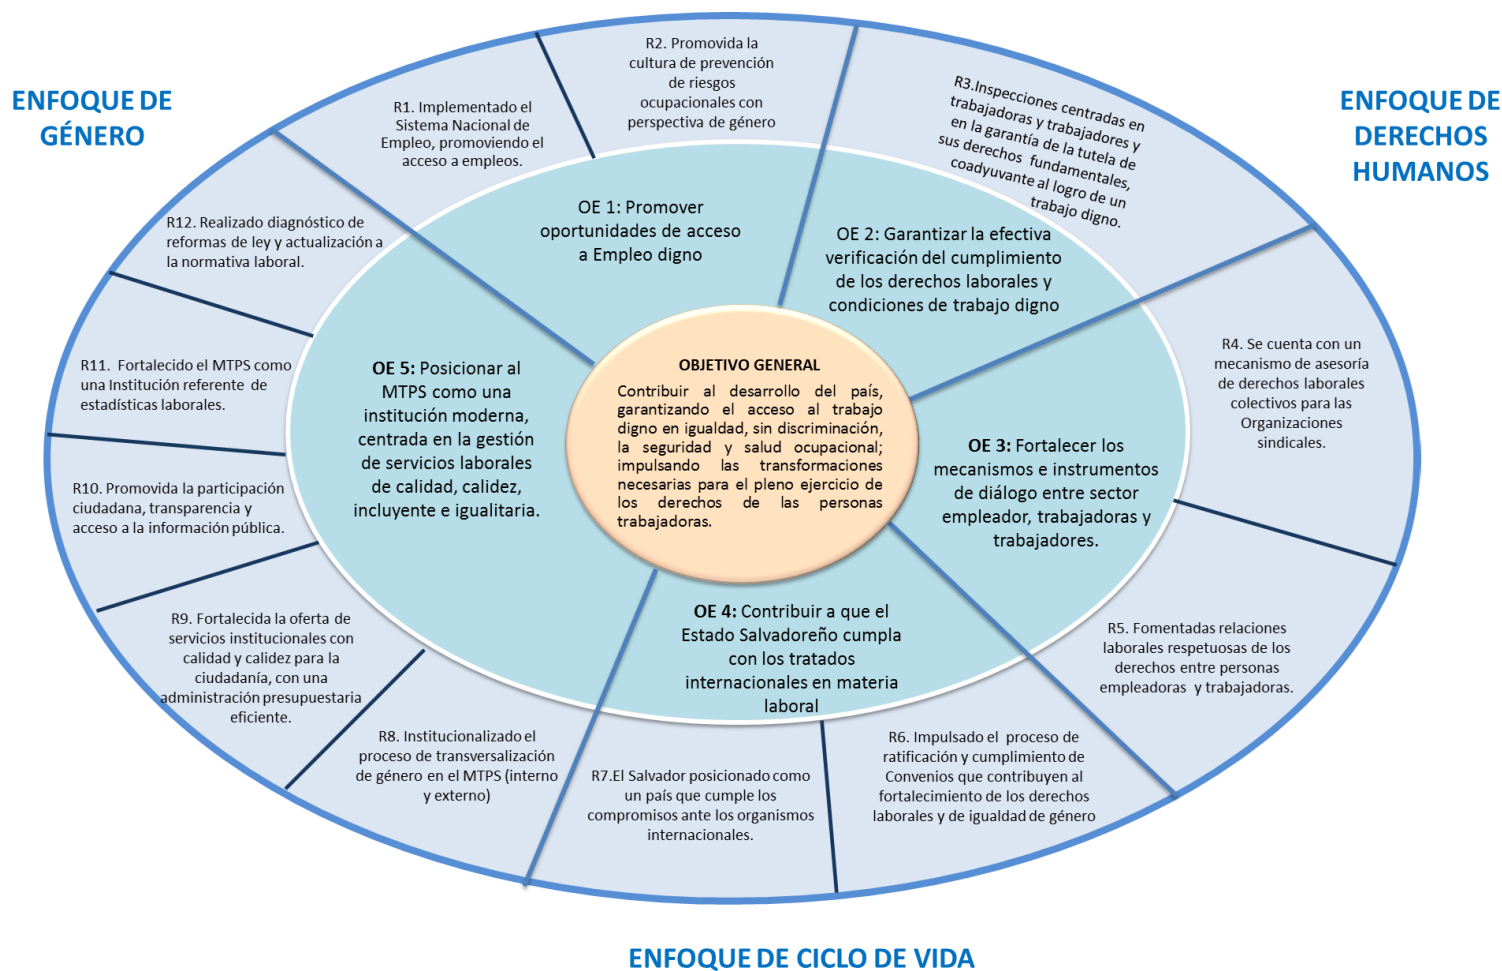 ENFOQUE DE
GÉNERO
ENFOQUE DE
DERECHOS
HUMANOS
R1. Implementado el
Sistema Nacional de
Empleo, promoviendo el
acceso a empleos.
R2. Promovida la
cultura de prevención
de riesgos
ocupacionales con
perspectiva de género
R3.Inspecciones centradas en
trabajadoras y trabajadores y
en la garantía de la tutela de
sus derechos fundamentales,
coadyuvante al logro de un
trabajo digno.
R4. Se cuenta con un
mecanismo de asesoría
de derechos laborales
colectivos para las
Organizaciones
sindicales.
R5. Fomentadas relaciones
laborales respetuosas de los
derechos entre personas
empleadoras y trabajadoras.
R6. Impulsado el proceso de
ratificación y cumplimiento de
Convenios que contribuyen al
fortalecimiento de los derechos
laborales y de igualdad de género
R7.El Salvador posicionado como
un país que cumple los
compromisos ante los organismos
internacionales.
R8. Institucionalizado el
proceso de transversalización
de género en el MTPS (interno
y externo)
R9. Fortalecida la oferta de
servicios institucionales con
calidad y calidez para la
ciudadanía, con una
administración presupuestaria
eficiente.
R10. Promovida la participación
ciudadana, transparencia y
acceso a la información pública.
R11. Fortalecido el MTPS como
una Institución referente de
estadísticas laborales.
R12. Realizado diagnóstico de
reformas de ley y actualización a
la normativa laboral.
OE 1: Promover
oportunidades de acceso
a Empleo digno
OE 2: Garantizar la efectiva
verificación del cumplimiento
de los derechos laborales y
condiciones de trabajo digno
OE 3: Fortalecer los
mecanismos e instrumentos
de diálogo entre sector
empleador, trabajadoras y
trabajadores.
OE 4: Contribuir a que el
Estado Salvadoreño cumpla
con los tratados
internacionales en materia
laboral
OE 5: Posicionar al
MTPS como una
institución moderna,
centrada en la gestión
de servicios laborales
de calidad, calidez,
incluyente e igualitaria.
OBJETIVO GENERAL
Contribuir al desarrollo del país,
garantizando el acceso al trabajo
digno en igualdad, sin discriminación,
la seguridad y salud ocupacional;
impulsando las transformaciones
necesarias para el pleno ejercicio de
los derechos de las personas
trabajadoras.
ENFOQUE DE CICLO DE VIDA